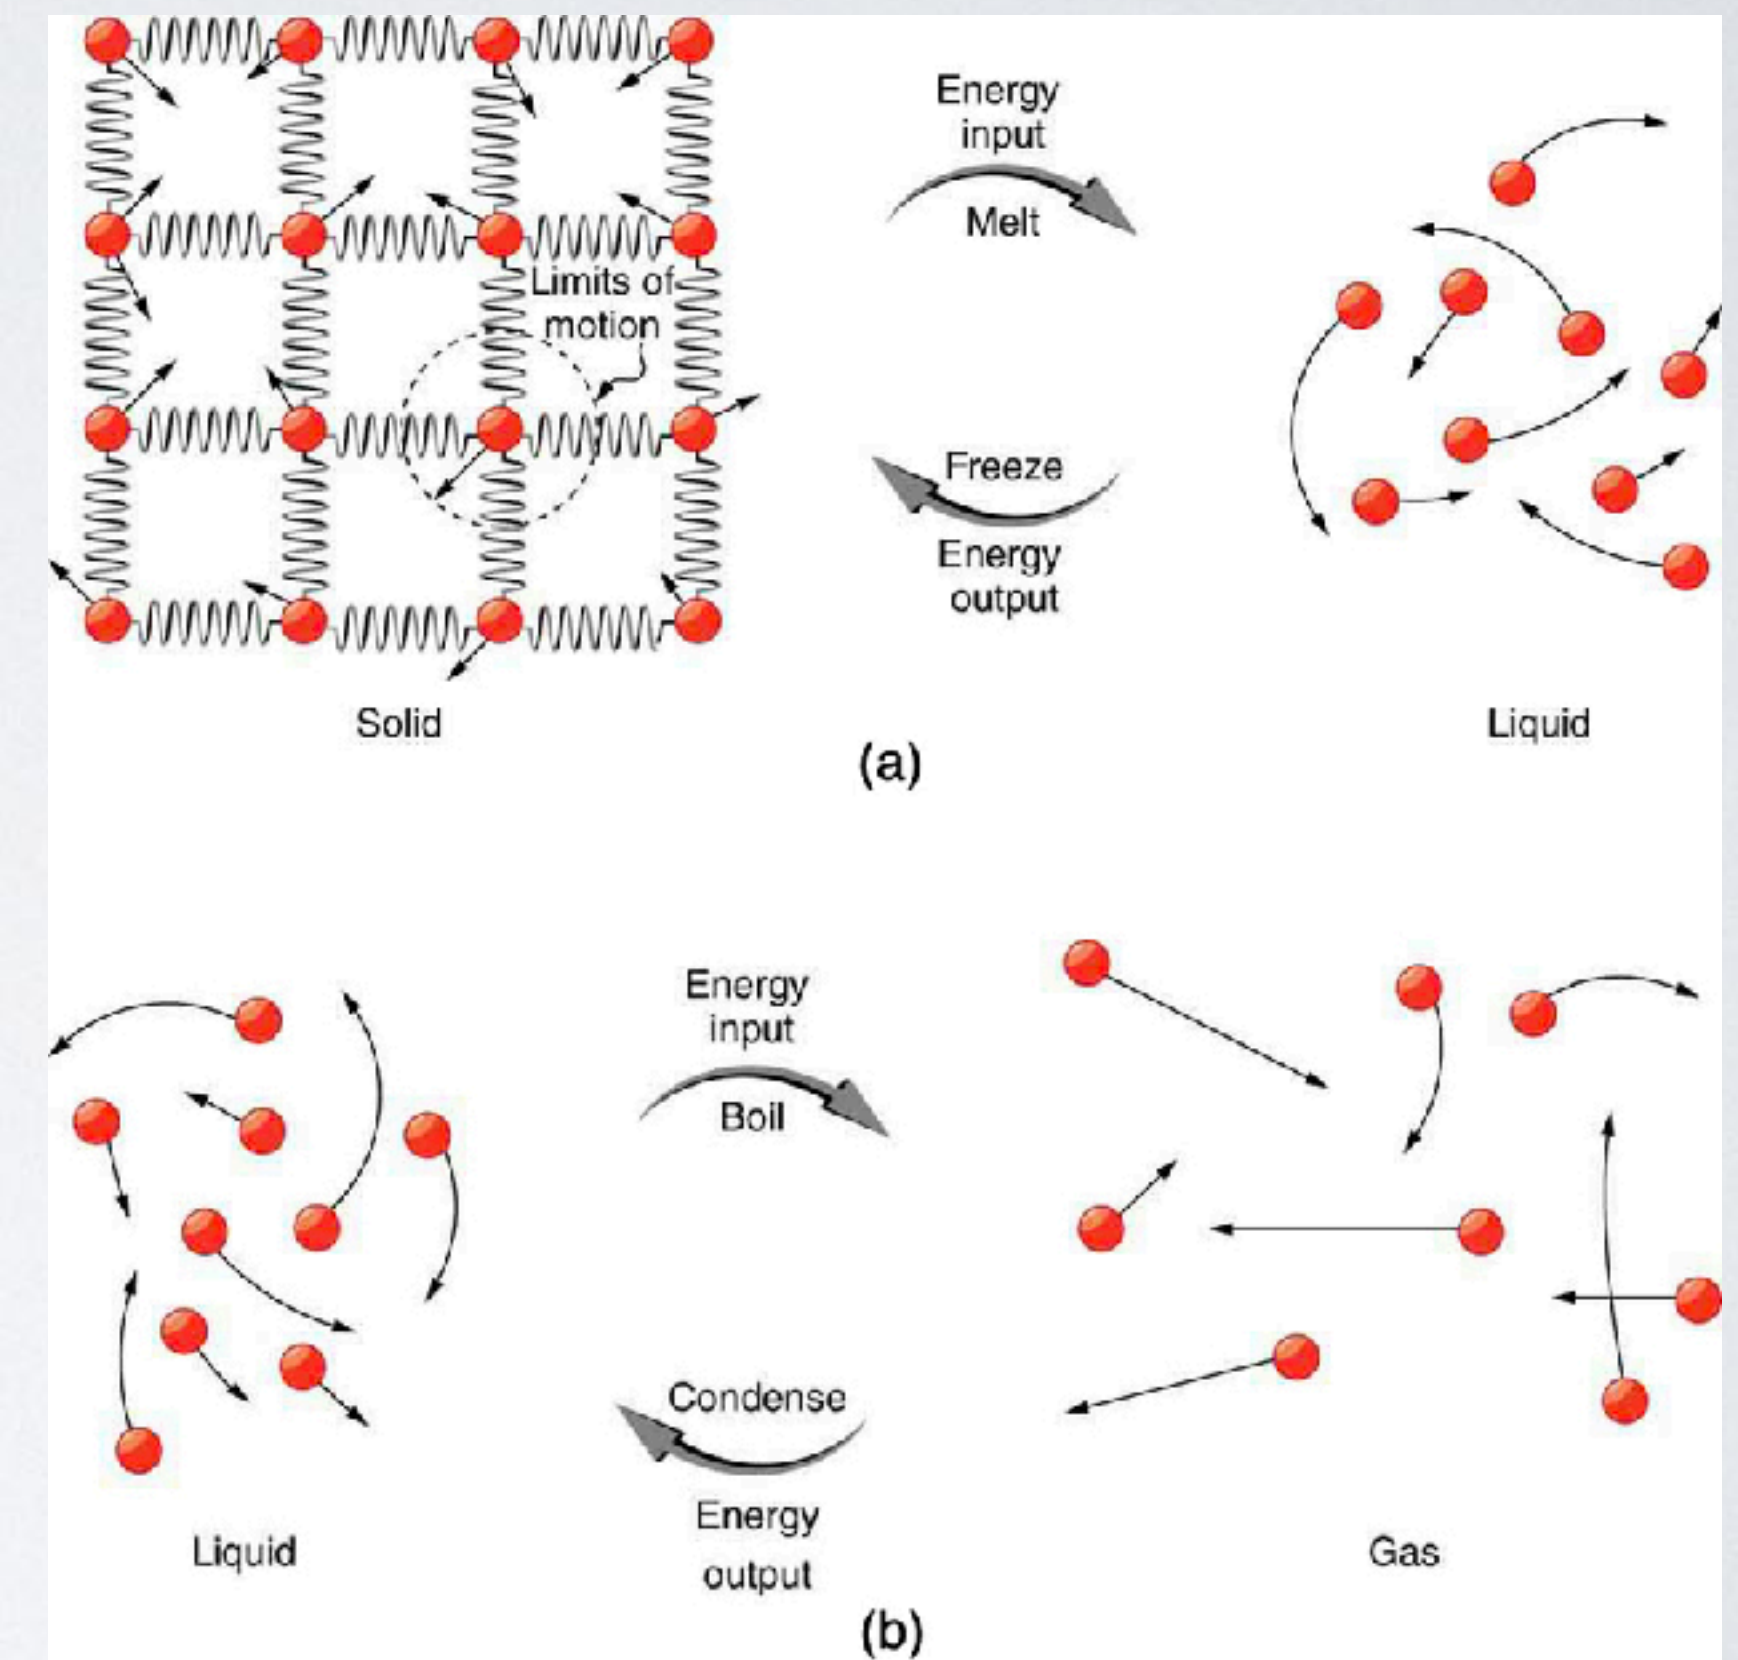 Energy
input
Melt
Limits of
motion
Freeze
Energy
output
Solid
Liquid
(a)
Energy
input
Boil
Condense
Energy
output
Liquid
Gas
(b)